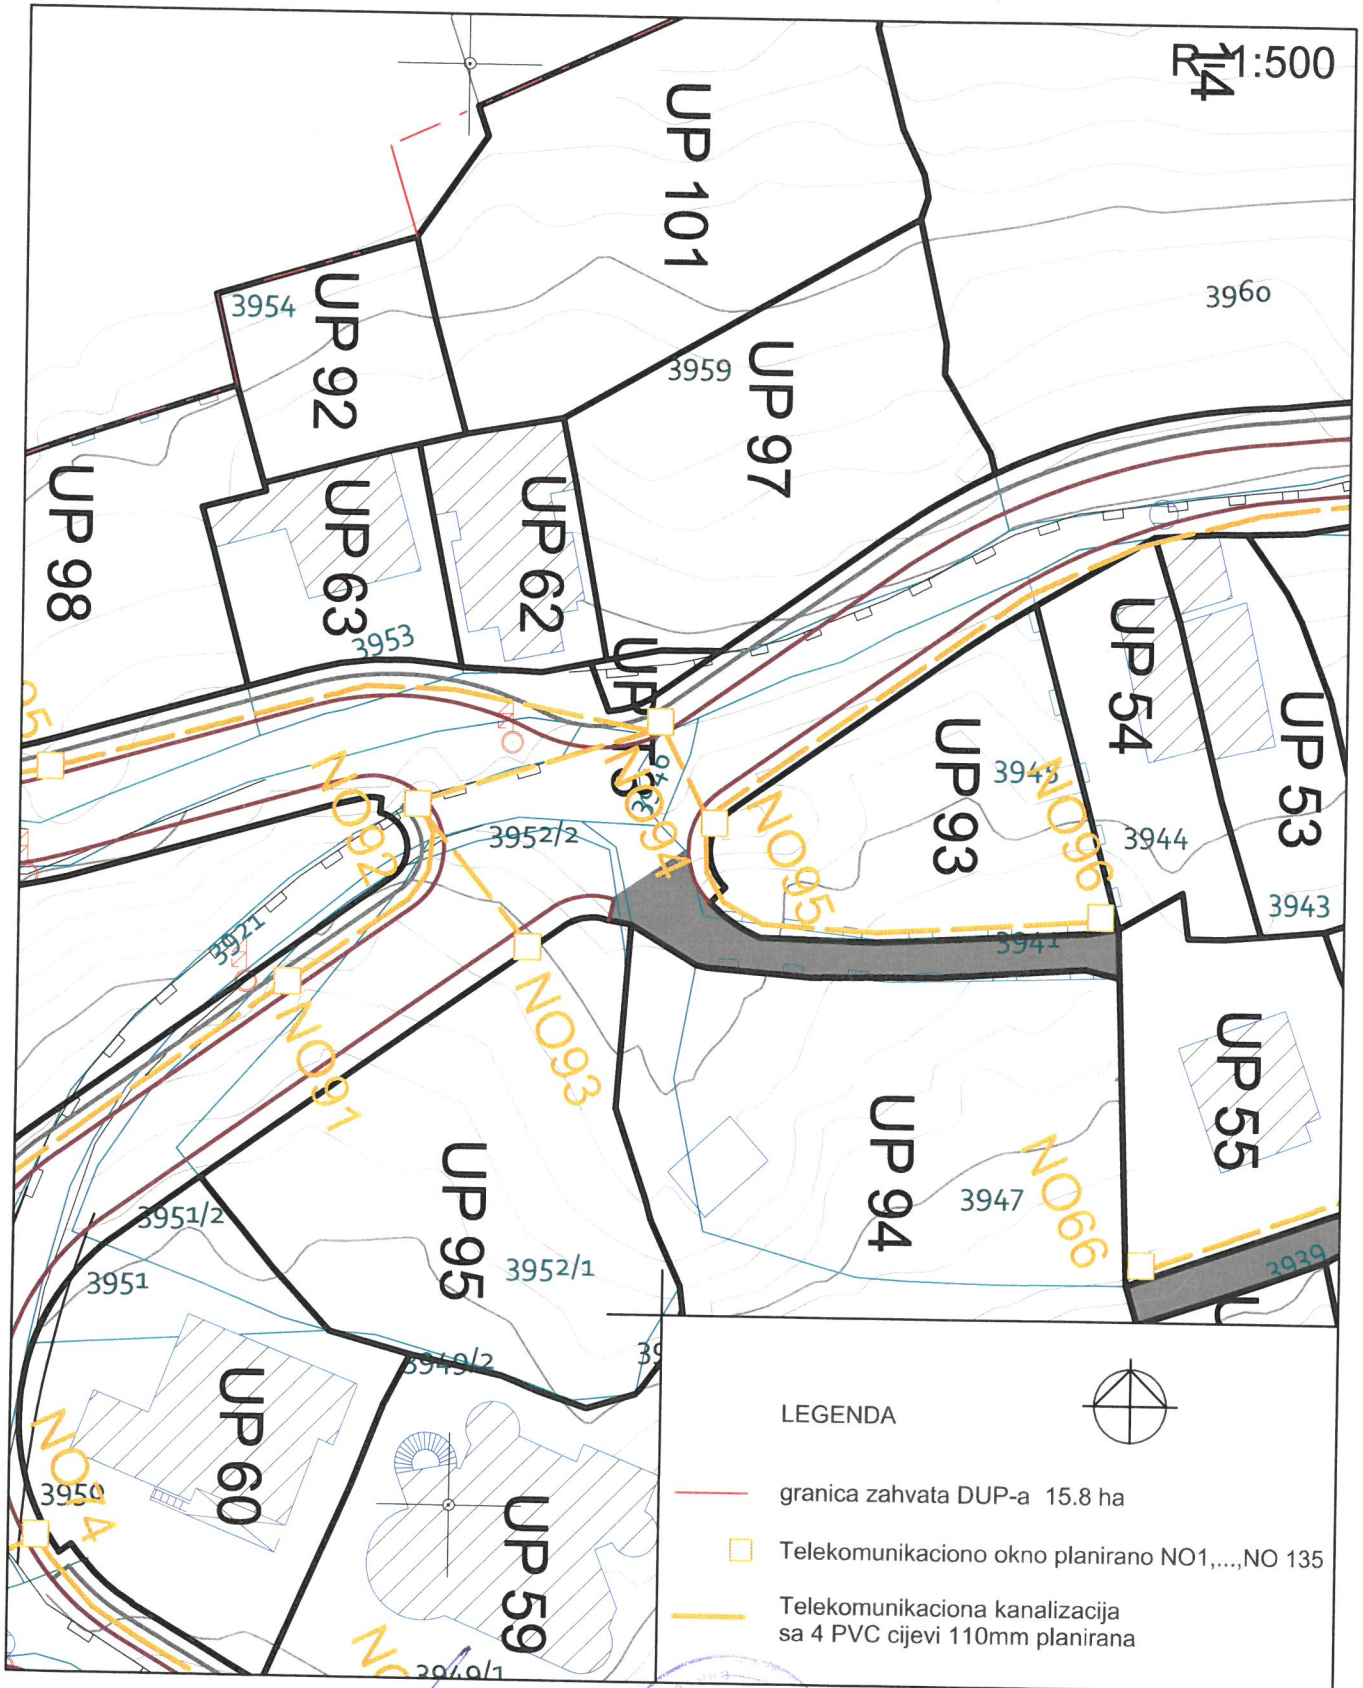 R=1:500
14
UP 101
3954
UP 92
3960
3959
UP 97
UP 98
UP 63
UP 62
3953
UP 54
UP 53
UP 93
3945
3944
3943
NO92
3952/2
NO94
NO95
NO96
3946
3921
3941
NO91
NO93
UP 55
UP 94
3947
NO66
3939
3951/2
3951
UP 95
3952/1
3949/2
UP 60
NO74
3950
UP 59
3949/1
LEGENDA
granica zahvata DUP-a 15.8 ha
Telekomunikaciono okno planirano NO1,...,NO 135
Telekomunikaciona kanalizacija
sa 4 PVC cijevi 110mm planirana